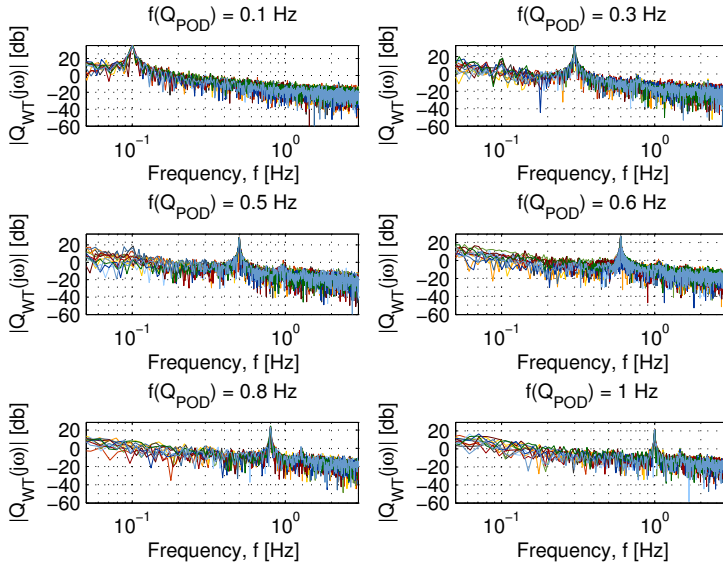 f(Q_POD) = 0.1 Hz
|Q_WT(jω)| [db]
20
0
−20
−40
−60
10^−1
10^0
Frequency, f [Hz]
f(Q_POD) = 0.3 Hz
|Q_WT(jω)| [db]
20
0
−20
−40
−60
10^−1
10^0
Frequency, f [Hz]
f(Q_POD) = 0.5 Hz
|Q_WT(jω)| [db]
20
0
−20
−40
−60
10^−1
10^0
Frequency, f [Hz]
f(Q_POD) = 0.6 Hz
|Q_WT(jω)| [db]
20
0
−20
−40
−60
10^−1
10^0
Frequency, f [Hz]
f(Q_POD) = 0.8 Hz
|Q_WT(jω)| [db]
20
0
−20
−40
−60
10^−1
10^0
Frequency, f [Hz]
f(Q_POD) = 1 Hz
|Q_WT(jω)| [db]
20
0
−20
−40
−60
10^−1
10^0
Frequency, f [Hz]